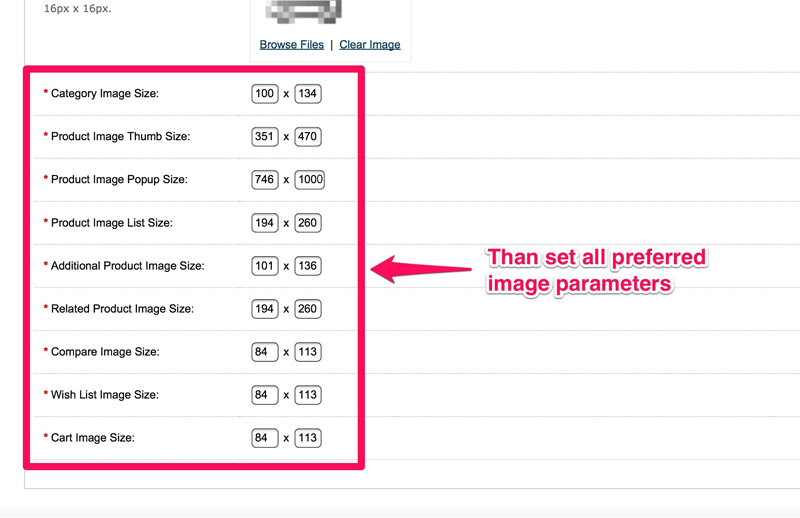 16px x 16px.
Browse Files | Clear Image
* Category Image Size: 100 x 134
* Product Image Thumb Size: 351 x 470
* Product Image Popup Size: 746 x 1000
* Product Image List Size: 194 x 260
* Additional Product Image Size: 101 x 136
* Related Product Image Size: 194 x 260
* Compare Image Size: 84 x 113
* Wish List Image Size: 84 x 113
* Cart Image Size: 84 x 113
Than set all preferred
image parameters